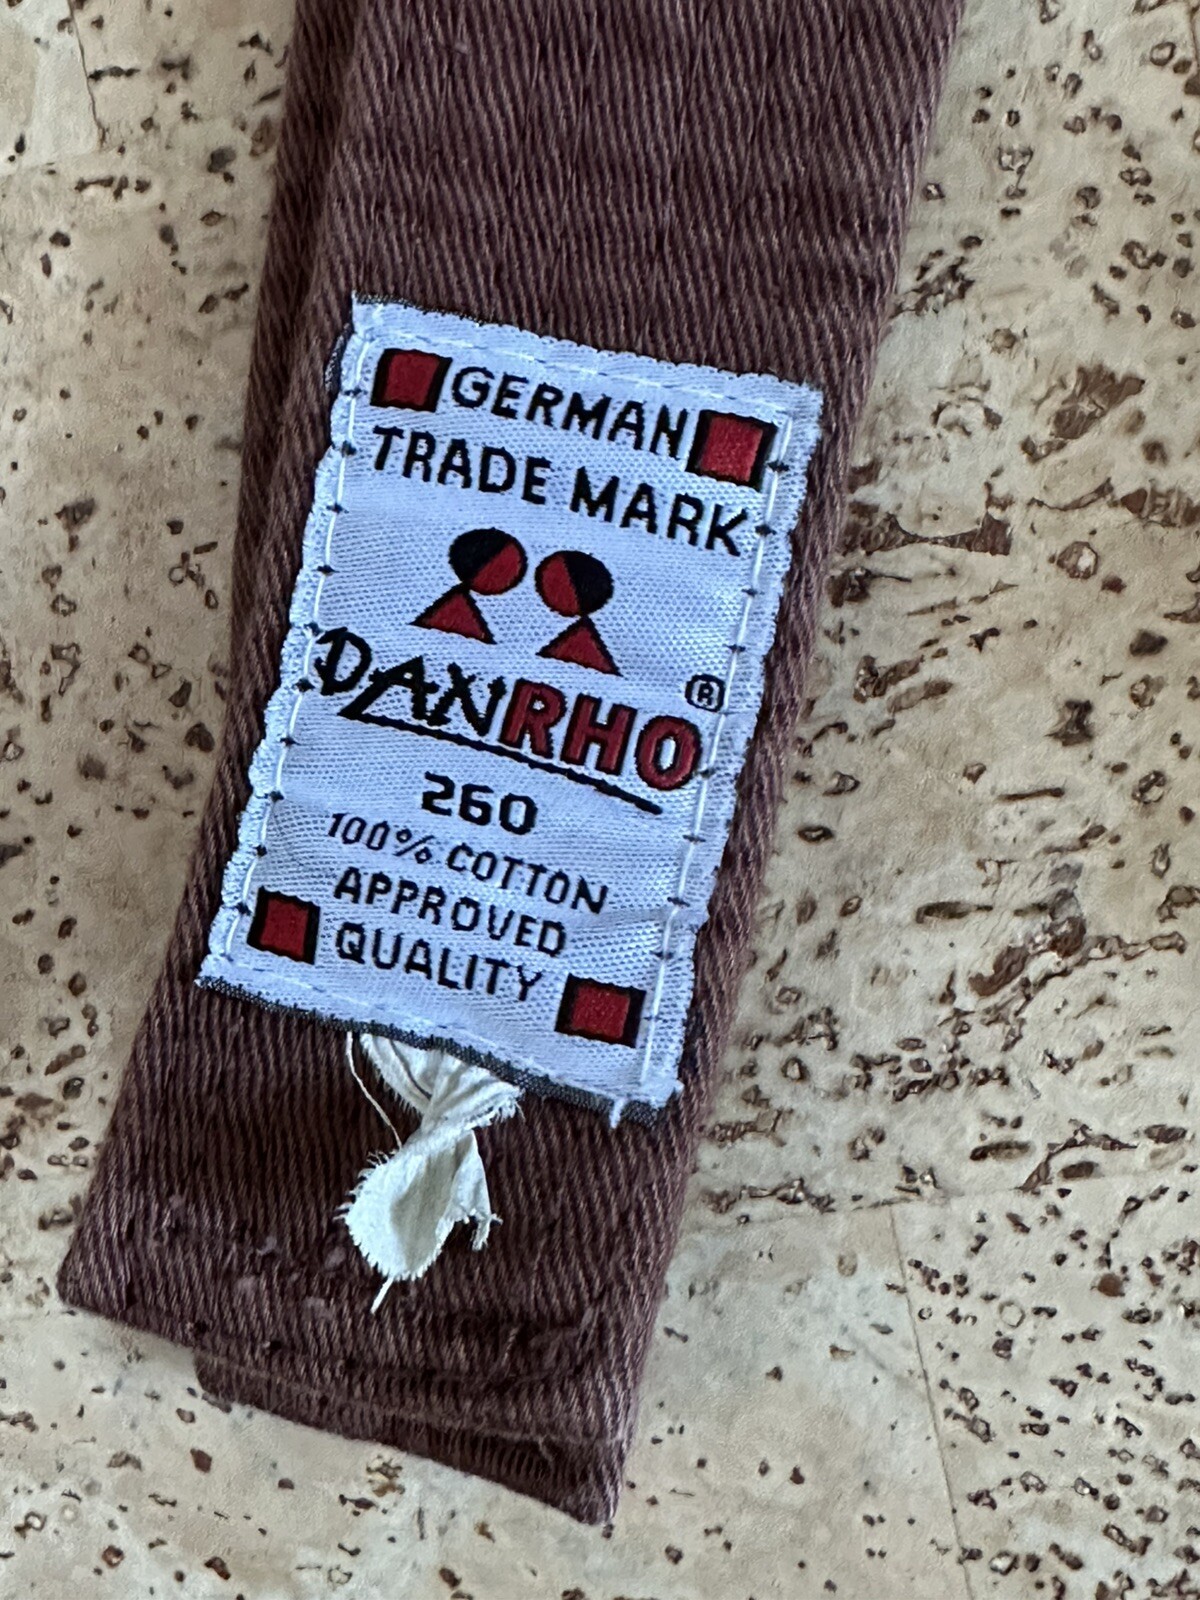 GERMAN
TRADE MARK
DANRHO®
260
100% COTTON
APPROVED
QUALITY